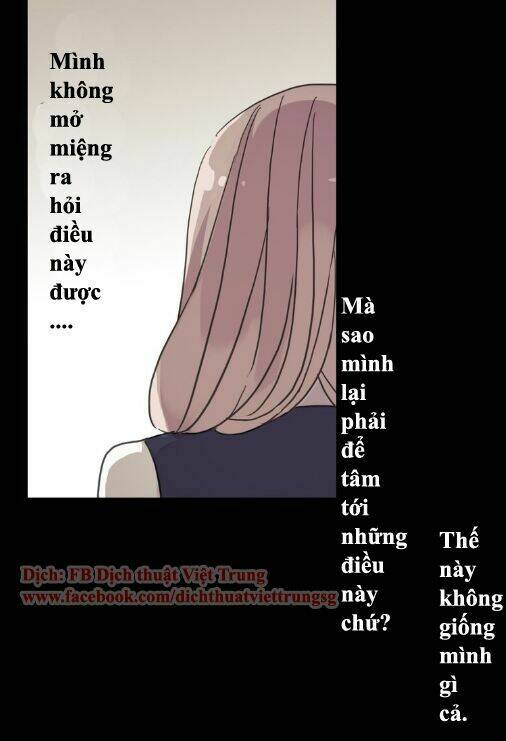 Mình
không
mở
miệng
ra
hỏi
điều
này
được
....
Mà
sao
mình
lại
phải
để
tâm
tới
những
điều
này
chứ?
Thế
này
không
giống
mình
gì
cả.
Dịch: FB Dịch thuật Việt Trung
www.facebook.com/dichthuatviettrungsg